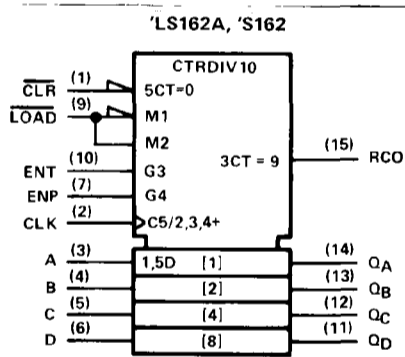 'LS162A, 'S162
CTRDIV10
CLR (1) 5CT=0
LOAD (9) M1
M2
ENT (10) G3 3CT = 9 (15) RCO
ENP (7) G4
CLK (2) C5/2,3,4+
A (3) 1,5D [1] (14) QA
B (4) [2] (13) QB
C (5) [4] (12) QC
D (6) [8] (11) QD